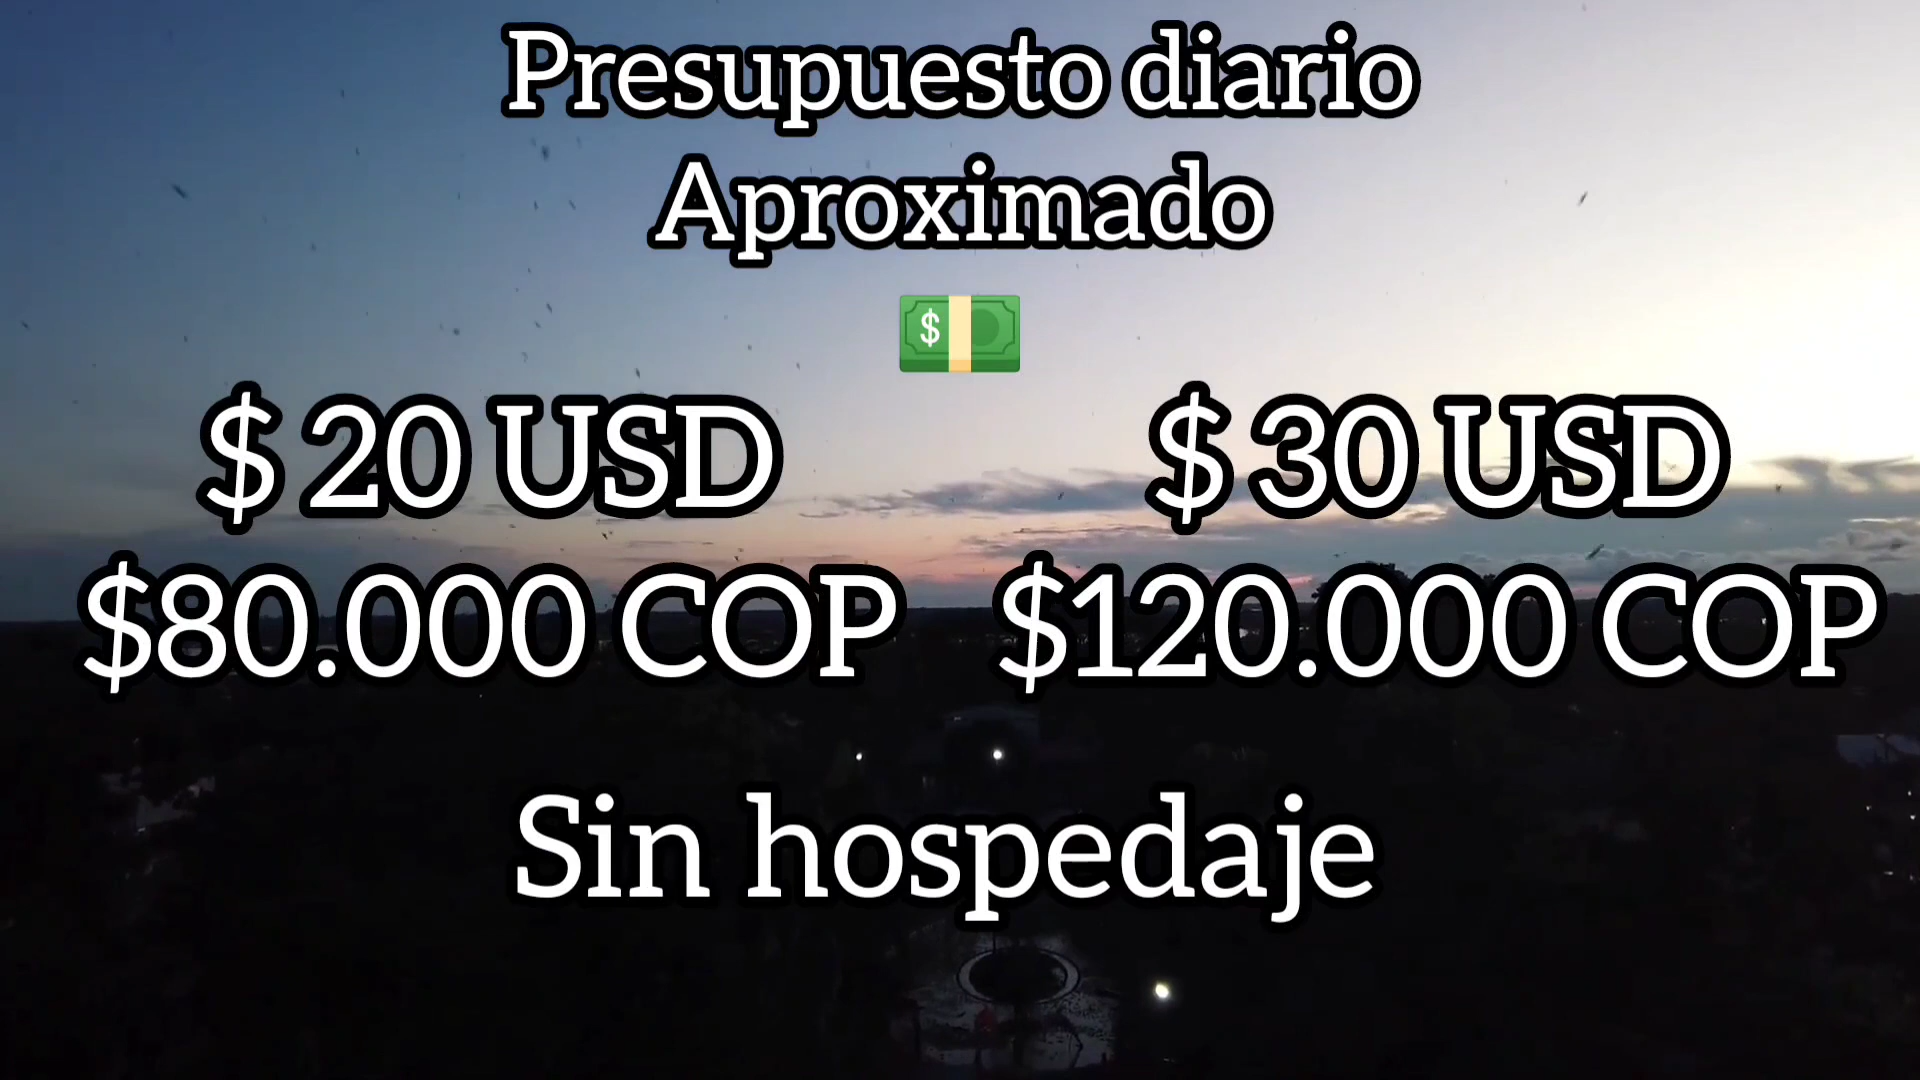 Presupuesto diario
Aproximado
$ 20 USD $ 30 USD
$80.000 COP $120.000 COP
Sin hospedaje